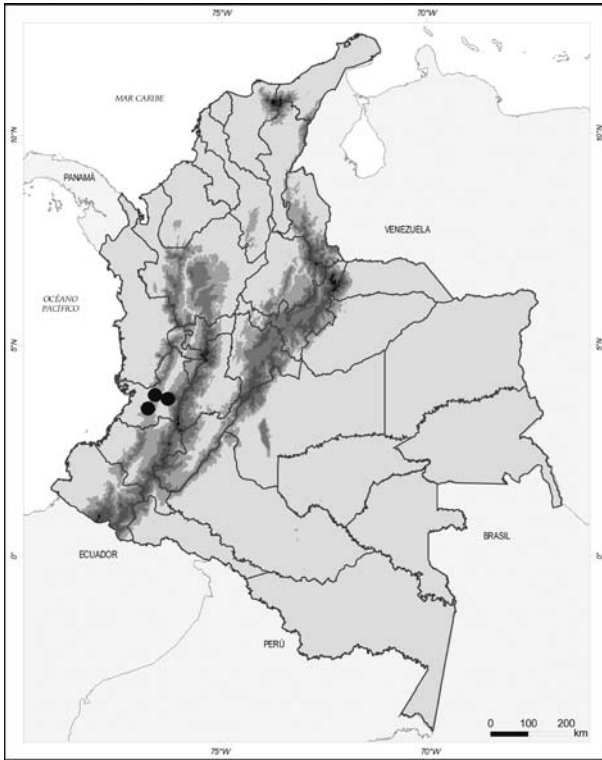 75°W 70°W
MAR CARIBE
10°N 10°N
PANAMÁ
VENEZUELA
OCÉANO
PACÍFICO
5°N 5°N
ECUADOR
0° 0°
BRASIL
PERÚ
0 100 200
km
75°W 70°W